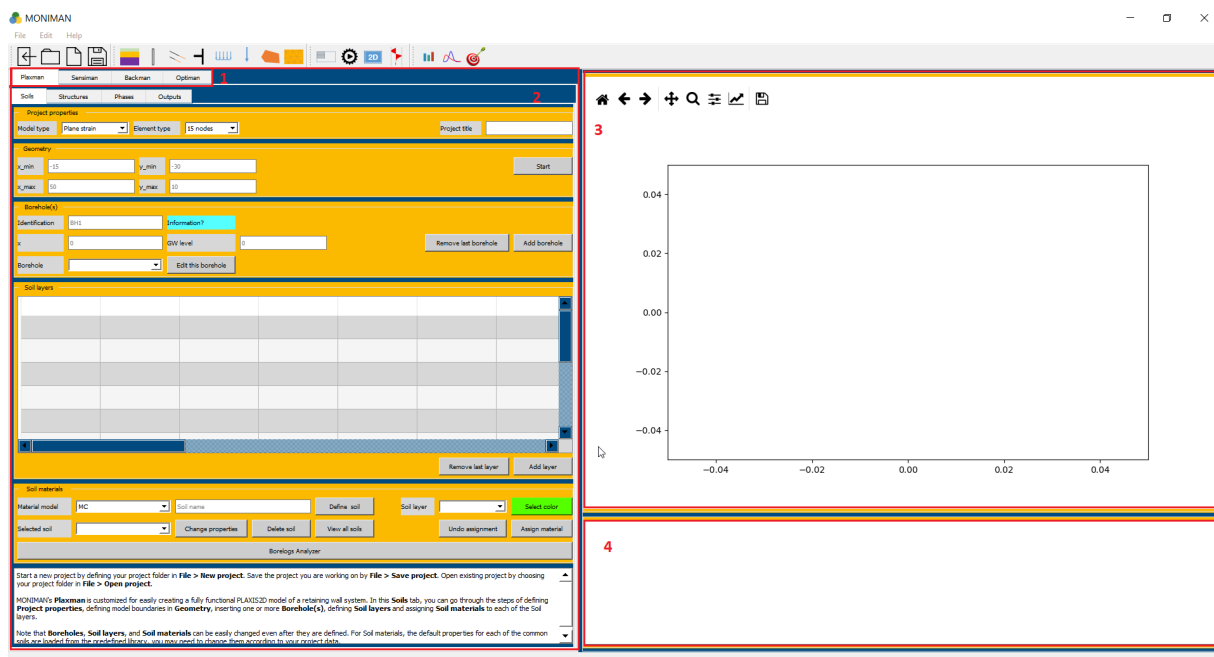 MONIMAN
File Edit Help
2D
Plaxman Sensiman Backman Optiman 1
Soils Structures Phases Outputs 2
Project properties
Model type Plane strain Element type 15 nodes Project title
Geometry
x_min -15 y_min -30 Start
x_max 50 y_max 10
Borehole(s)
Identification BH1 Information?
x 0 GW level 0 Remove last borehole Add borehole
Borehole Edit this borehole
Soil layers
Remove last layer Add layer
Soil materials
Material model MC Soil name Define soil Soil layer Select color
Selected soil Change properties Delete soil View all soils Undo assignment Assign material
Borelogs Analyzer
Start a new project by defining your project folder in File > New project. Save the project you are working on by File > Save project. Open existing project by choosing
your project folder in File > Open project.
MONIMAN's Plaxman is customized for easily creating a fully functional PLAXIS2D model of a retaining wall system. In this Soils tab, you can go through the steps of defining
Project properties, defining model boundaries in Geometry, inserting one or more Borehole(s), defining Soil layers and assigning Soil materials to each of the Soil
layers.
Note that Boreholes, Soil layers, and Soil materials can be easily changed even after they are defined. For Soil materials, the default properties for each of the common
soils are loaded from the predefined library, you may need to change them according to your project data.
3
0.04
0.02
0.00
−0.02
−0.04
−0.04 −0.02 0.00 0.02 0.04
4